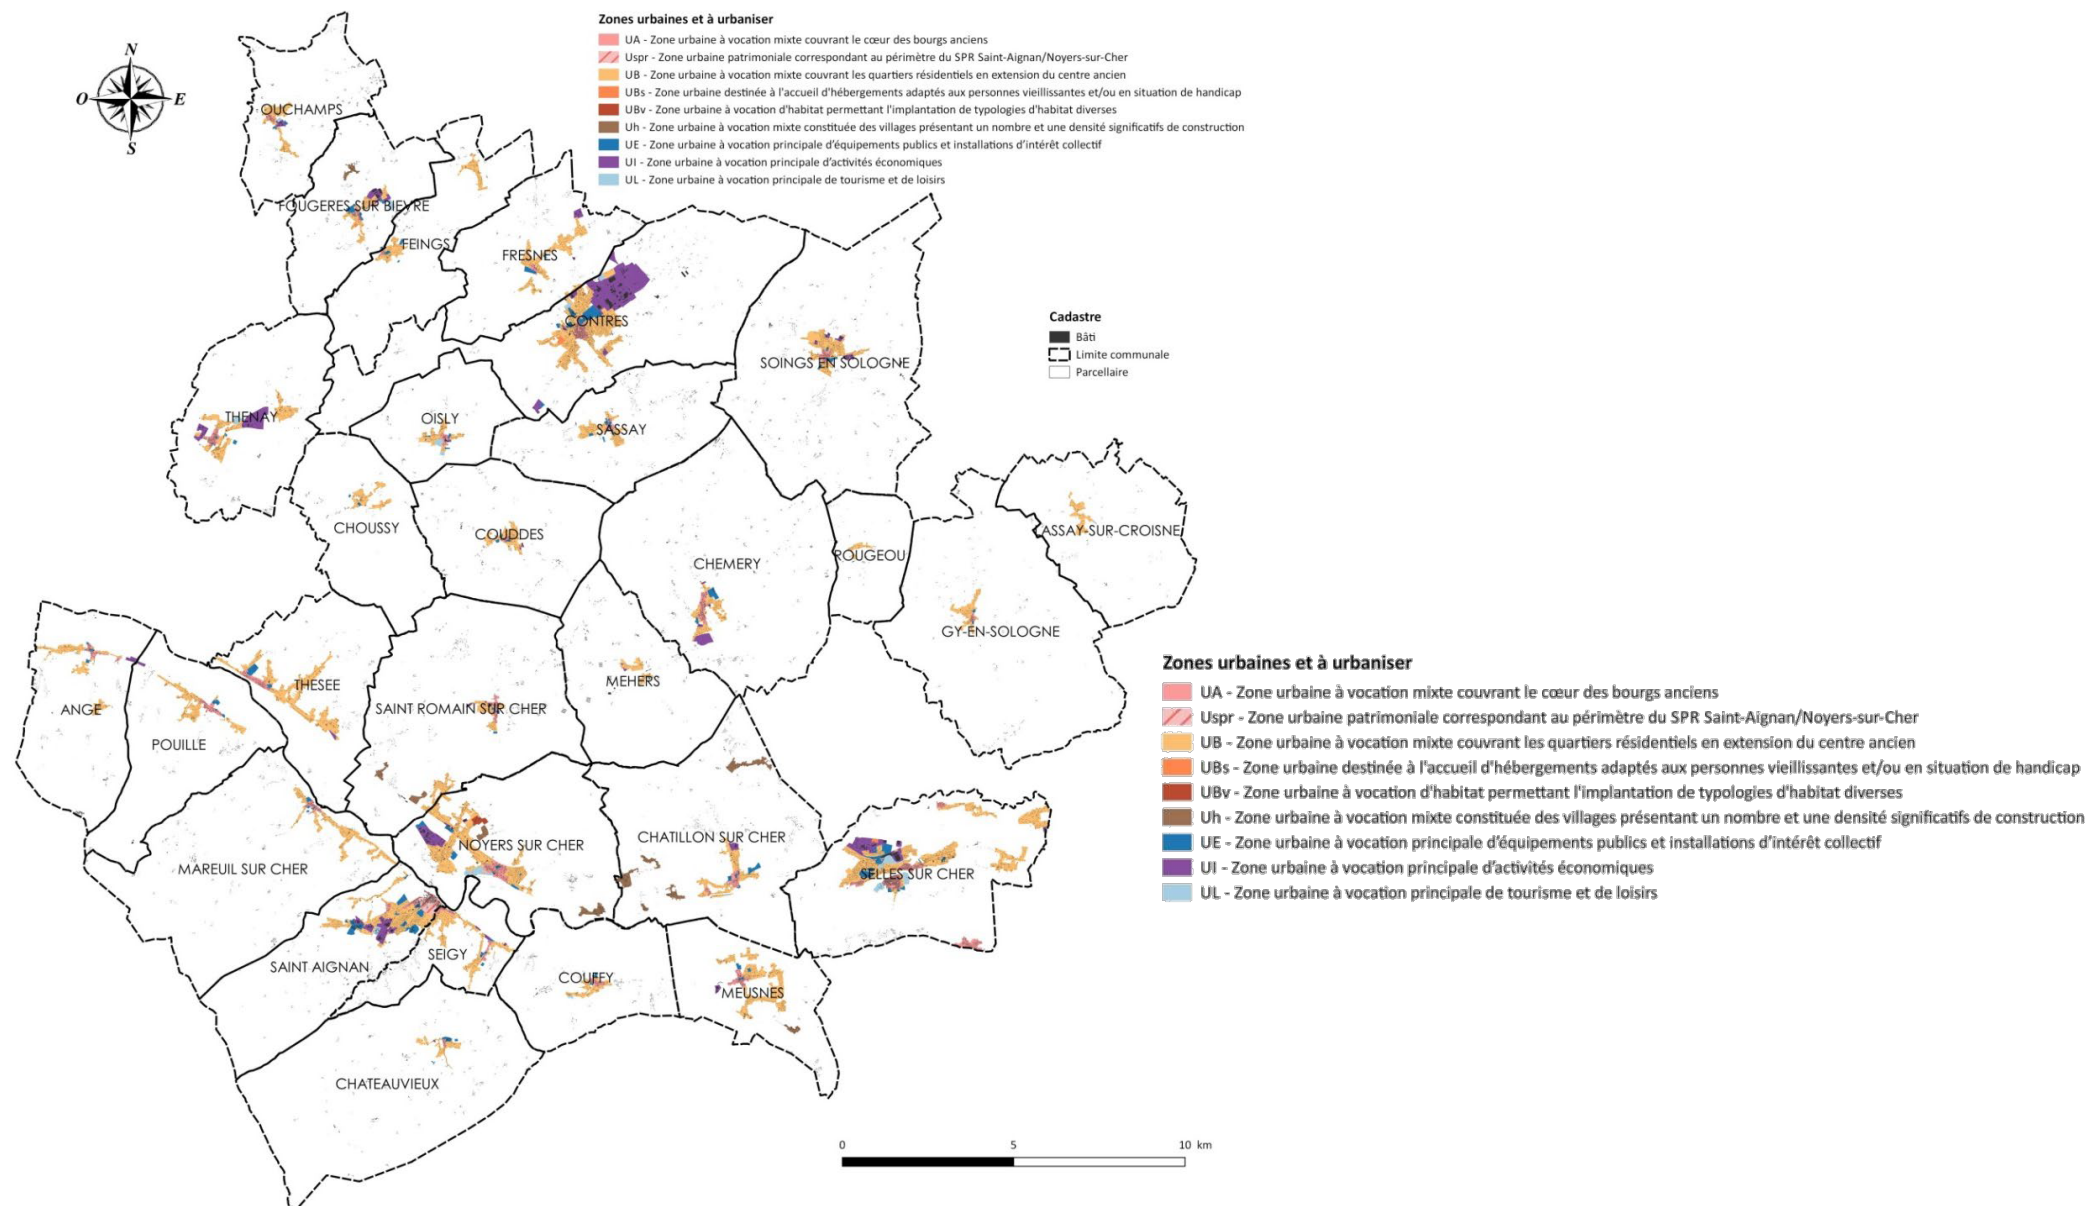 Zones urbaines et à urbaniser
UA - Zone urbaine à vocation mixte couvrant le cœur des bourgs anciens
Uspr - Zone urbaine patrimoniale correspondant au périmètre du SPR Saint-Aignan/Noyers-sur-Cher
UB - Zone urbaine à vocation mixte couvrant les quartiers résidentiels en extension du centre ancien
UBs - Zone urbaine destinée à l'accueil d'hébergements adaptés aux personnes vieillissantes et/ou en situation de handicap
UBv - Zone urbaine à vocation d'habitat permettant l'implantation de typologies d'habitat diverses
Uh - Zone urbaine à vocation mixte constituée des villages présentant un nombre et une densité significatifs de construction
UE - Zone urbaine à vocation principale d'équipements publics et installations d'intérêt collectif
UI - Zone urbaine à vocation principale d'activités économiques
UL - Zone urbaine à vocation principale de tourisme et de loisirs
N
O
E
S
OUCHAMPS
FOUGERES SUR BIEVRE
FEINGS
FRESNES
CONTRES
SOINGS EN SOLOGNE
Cadastre
Bâti
Limite communale
Parcellaire
THENAY
OISLY
SASSAY
CHOUSSY
COUDDES
CHEMERY
ROUGEOU
ASSAY-SUR-CROISNE
GY-EN-SOLOGNE
ANGE
POUILLE
THESEE
SAINT ROMAIN SUR CHER
MEHERS
MAREUIL SUR CHER
NOYERS SUR CHER
CHATILLON SUR CHER
SELLES SUR CHER
SAINT AIGNAN
SEIGY
COUFFY
MEUSNES
CHATEAUVIEUX
Zones urbaines et à urbaniser
UA - Zone urbaine à vocation mixte couvrant le cœur des bourgs anciens
Uspr - Zone urbaine patrimoniale correspondant au périmètre du SPR Saint-Aignan/Noyers-sur-Cher
UB - Zone urbaine à vocation mixte couvrant les quartiers résidentiels en extension du centre ancien
UBs - Zone urbaine destinée à l'accueil d'hébergements adaptés aux personnes vieillissantes et/ou en situation de handicap
UBv - Zone urbaine à vocation d'habitat permettant l'implantation de typologies d'habitat diverses
Uh - Zone urbaine à vocation mixte constituée des villages présentant un nombre et une densité significatifs de construction
UE - Zone urbaine à vocation principale d'équipements publics et installations d'intérêt collectif
UI - Zone urbaine à vocation principale d'activités économiques
UL - Zone urbaine à vocation principale de tourisme et de loisirs
0 5 10 km